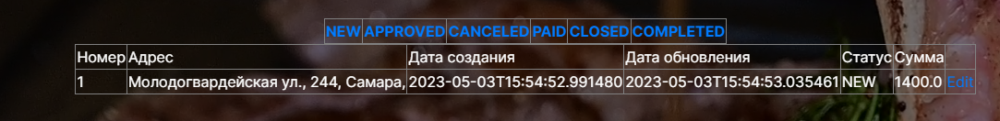 NEW APPROVED CANCELED PAID CLOSED COMPLETED
Номер Адрес Дата создания Дата обновления Статус Сумма
1 Молодогвардейская ул., 244, Самара, 2023-05-03T15:54:52.991480 2023-05-03T15:54:53.035461 NEW 1400.0 Edit